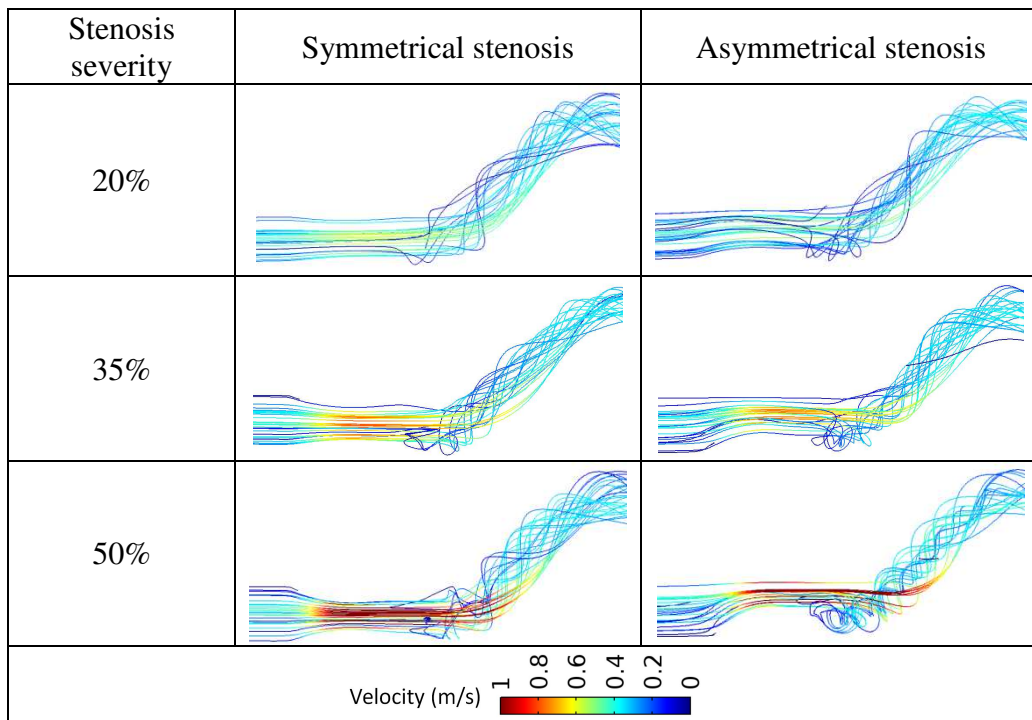 Stenosis
severity
Symmetrical stenosis
Asymmetrical stenosis
20%
35%
50%
Velocity (m/s)
1
0.8
0.6
0.4
0.2
0